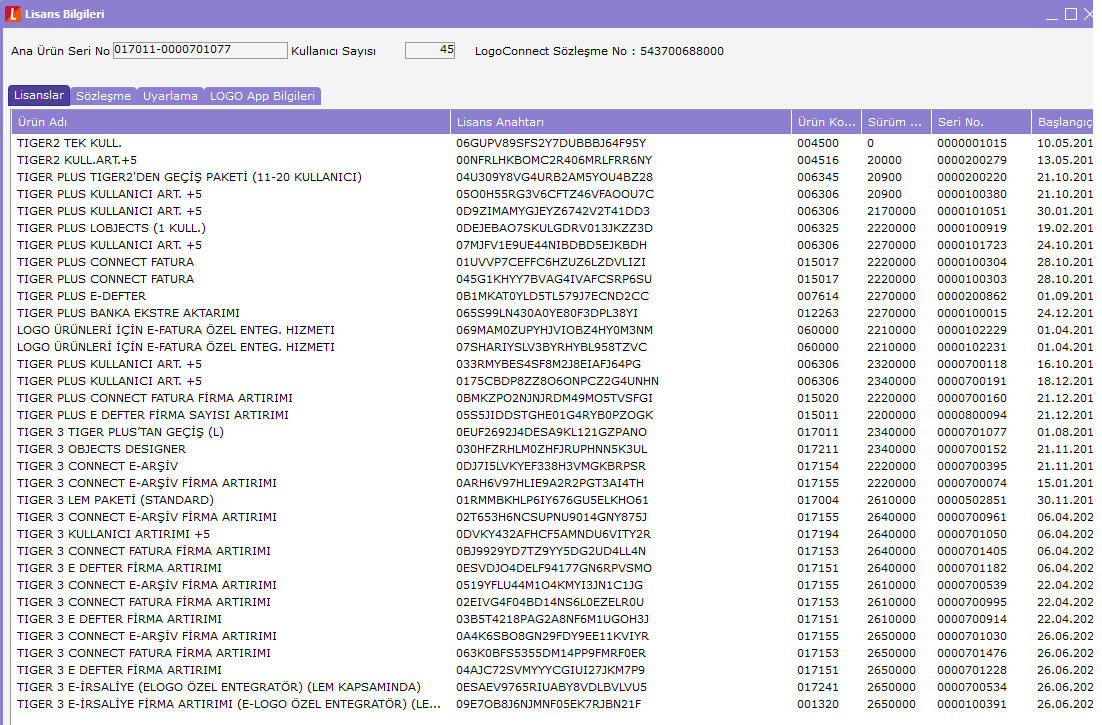 Lisans Bilgileri
Ana Ürün Seri No 017011-0000701077 Kullanıcı Sayısı 45 LogoConnect Sözleşme No : 543700688000
Lisanslar Sözleşme Uyarlama LOGO App Bilgileri
Ürün Adı Lisans Anahtarı Ürün Ko... Sürüm ... Seri No. Başlangıç
TIGER2 TEK KULL. 06GUPV89SFS2Y7DUBBBJ64F95Y 004500 0 0000001015 10.05.201
TIGER2 KULL.ART.+5 00NFRLHKBOMC2R406MRLFRR6NY 004516 20000 0000200279 13.05.201
TIGER PLUS TIGER2'DEN GEÇİŞ PAKETİ (11-20 KULLANICI) 04U309Y8VG4URB2AM5YOU4BZ28 006345 20900 0000200220 21.10.201
TIGER PLUS KULLANICI ART. +5 05O0H55RG3V6CFTZ46VFAOOU7C 006306 20900 0000100380 21.10.201
TIGER PLUS KULLANICI ART. +5 0D9ZIMAMYGJEYZ6742V2T41DD3 006306 2170000 0000101051 30.01.201
TIGER PLUS LOBJECTS (1 KULL.) 0DEJEBAO7SKULGDRV013JKZZ3D 006325 2220000 0000100919 19.02.201
TIGER PLUS KULLANICI ART. +5 07MJFV1E9UE44NIBDBD5EJKBDH 006306 2270000 0000101723 24.10.201
TIGER PLUS CONNECT FATURA 01UVVP7CEFFC6HZUZ6LZDVLIZI 015017 2220000 0000100304 28.10.201
TIGER PLUS CONNECT FATURA 045G1KHYY7BVAG4IVAFCSRP6SU 015017 2220000 0000100303 28.10.201
TIGER PLUS E-DEFTER 0B1MKAT0YLD5TL579J7ECND2CC 007614 2270000 0000200862 01.09.201
TIGER PLUS BANKA EKSTRE AKTARIMI 065S99LN430A0YE80F3DPL38YI 012263 2270000 0000100015 24.12.201
LOGO ÜRÜNLERİ İÇİN E-FATURA ÖZEL ENTEG. HIZMETI 069MAM0ZUPYHJVIOBZ4HY0M3NM 060000 2210000 0000102229 01.04.201
LOGO ÜRÜNLERİ İÇİN E-FATURA ÖZEL ENTEG. HIZMETI 07SHARIYSLV3BYRHYBL958TZVC 060000 2210000 0000102231 01.04.201
TIGER PLUS KULLANICI ART. +5 033RMYBES4SF8M2J8EIAFJ64PG 006306 2320000 0000700118 16.10.201
TIGER PLUS KULLANICI ART. +5 0175CBDP8ZZ8O6ONPCZ2G4UNHN 006306 2340000 0000700191 18.12.201
TIGER PLUS CONNECT FATURA FİRMA ARTIRIMI 0BMKZPO2NJNJRDM49MO5TVSFGI 015020 2220000 0000700160 21.12.201
TIGER PLUS E DEFTER FİRMA SAYISI ARTIRIMI 05S5JIDDSTGHE01G4RYB0PZOGK 015011 2200000 0000800094 21.12.201
TIGER 3 TIGER PLUS'TAN GEÇİŞ (L) 0EUF2692J4DESA9KL121GZPANO 017011 2340000 0000701077 01.08.201
TIGER 3 OBJECTS DESIGNER 030HFZRHLM0ZHFJRUPHNN5K3UL 017211 2340000 0000700152 21.11.201
TIGER 3 CONNECT E-ARŞİV 0DJ7I5LVKYEF338H3VMGKBRPSR 017154 2220000 0000700395 21.11.201
TIGER 3 CONNECT E-ARŞİV FİRMA ARTIRIMI 0ARH6V97HLIE9A2R2PGT3AI4TH 017155 2220000 0000700074 15.01.201
TIGER 3 LEM PAKETİ (STANDARD) 01RMMBKHLP6IY676GU5ELKHO61 017004 2610000 0000502851 30.11.201
TIGER 3 CONNECT E-ARŞİV FİRMA ARTIRIMI 02T653H6NCSUPNU9014GNY875J 017155 2640000 0000700961 06.04.202
TIGER 3 KULLANICI ARTIRIMI +5 0DVKY432AFHCF5AMNDU6VITY2R 017194 2640000 0000701050 06.04.202
TIGER 3 CONNECT FATURA FİRMA ARTIRIMI 0BJ9929YD7TZ9YY5DG2UD4LL4N 017153 2640000 0000701405 06.04.202
TIGER 3 E DEFTER FİRMA ARTIRIMI 0ESVDJO4DELF94177GN6RPVSMO 017151 2640000 0000701182 06.04.202
TIGER 3 CONNECT E-ARŞİV FİRMA ARTIRIMI 0519YFLU44M1O4KMYI3JN1C1JG 017155 2610000 0000700539 22.04.202
TIGER 3 CONNECT FATURA FİRMA ARTIRIMI 02EIVG4F04BD14NS6L0EZELR0U 017153 2610000 0000700995 22.04.202
TIGER 3 E DEFTER FİRMA ARTIRIMI 03B5T4218PAG2A8NF6M1UGOH3J 017151 2610000 0000700914 22.04.202
TIGER 3 CONNECT E-ARŞİV FİRMA ARTIRIMI 0A4K6SBO8GN29FDY9EE11KVIYR 017155 2650000 0000701030 26.06.202
TIGER 3 CONNECT FATURA FİRMA ARTIRIMI 063K0BFS5355DM14PP9FMRF0ER 017153 2650000 0000701476 26.06.202
TIGER 3 E DEFTER FİRMA ARTIRIMI 04AJC72SVMYYYCGIUI27JKM7P9 017151 2650000 0000701228 26.06.202
TIGER 3 E-İRSALİYE (ELOGO ÖZEL ENTEGRATÖR) (LEM KAPSAMINDA) 0ESAEV9765RIUABY8VDLBVLVU5 017241 2650000 0000700534 26.06.202
TIGER 3 E-İRSALİYE FİRMA ARTIRIMI (E-LOGO ÖZEL ENTEGRATÖR) (LE... 09E7OB8J6NJMNF05EK7RJBN21F 001320 2650000 0000100391 26.06.202